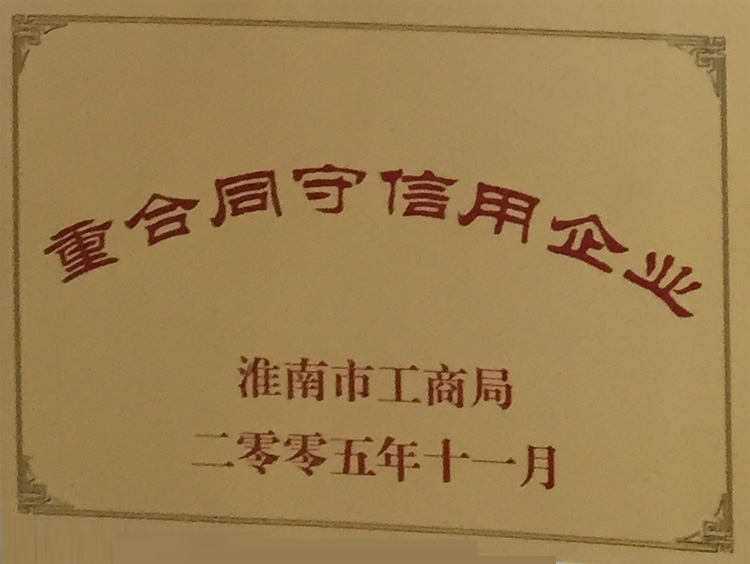 重合同守信用企业
淮南市工商局
二零零五年十一月